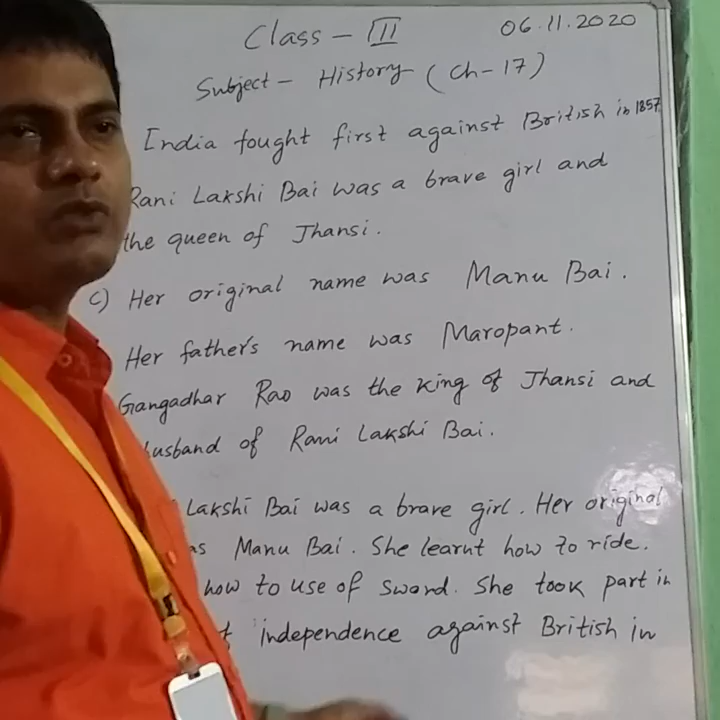 Class - III 06.11.2020
Subject - History (Ch-17)
India fought first against British in 1857
Rani Lakshi Bai was a brave girl and
the queen of Jhansi.
c) Her original name was Manu Bai.
Her father's name was Maropant.
Gangadhar Rao was the king of Jhansi and
husband of Rani Lakshi Bai.
Lakshi Bai was a brave girl. Her original
as Manu Bai. She learnt how to ride.
how to use of sword. She took part in
independence against British in